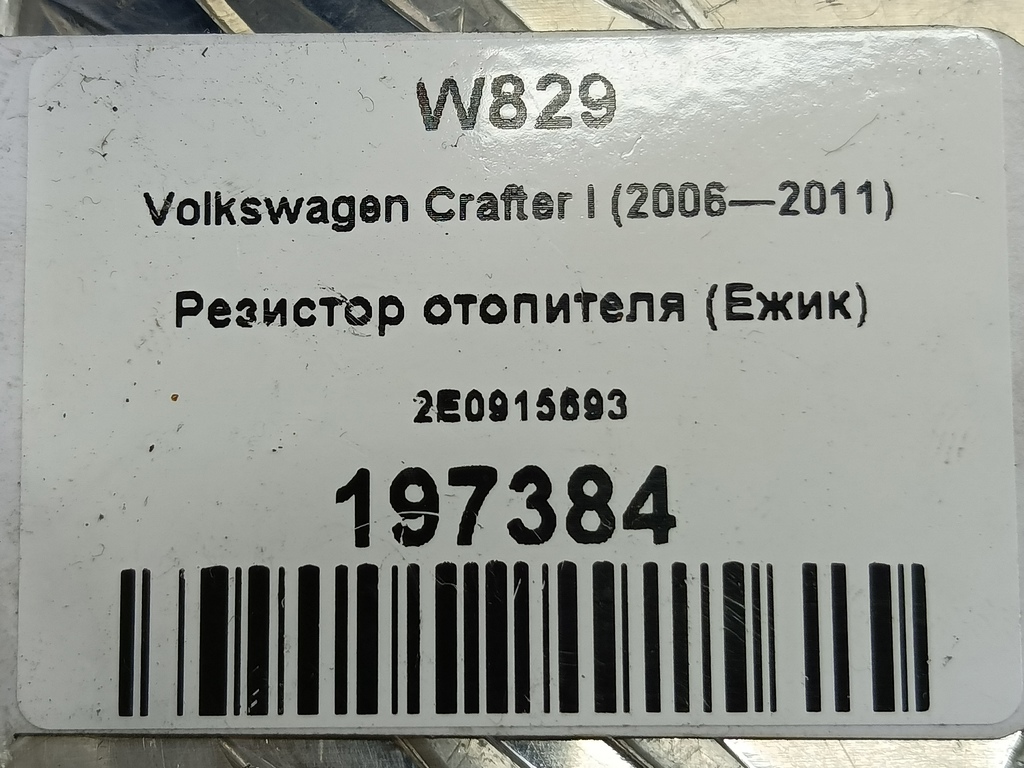 W829
Volkswagen Crafter I (2006—2011)
Резистор отопителя (Ежик)
2E0915693
197384